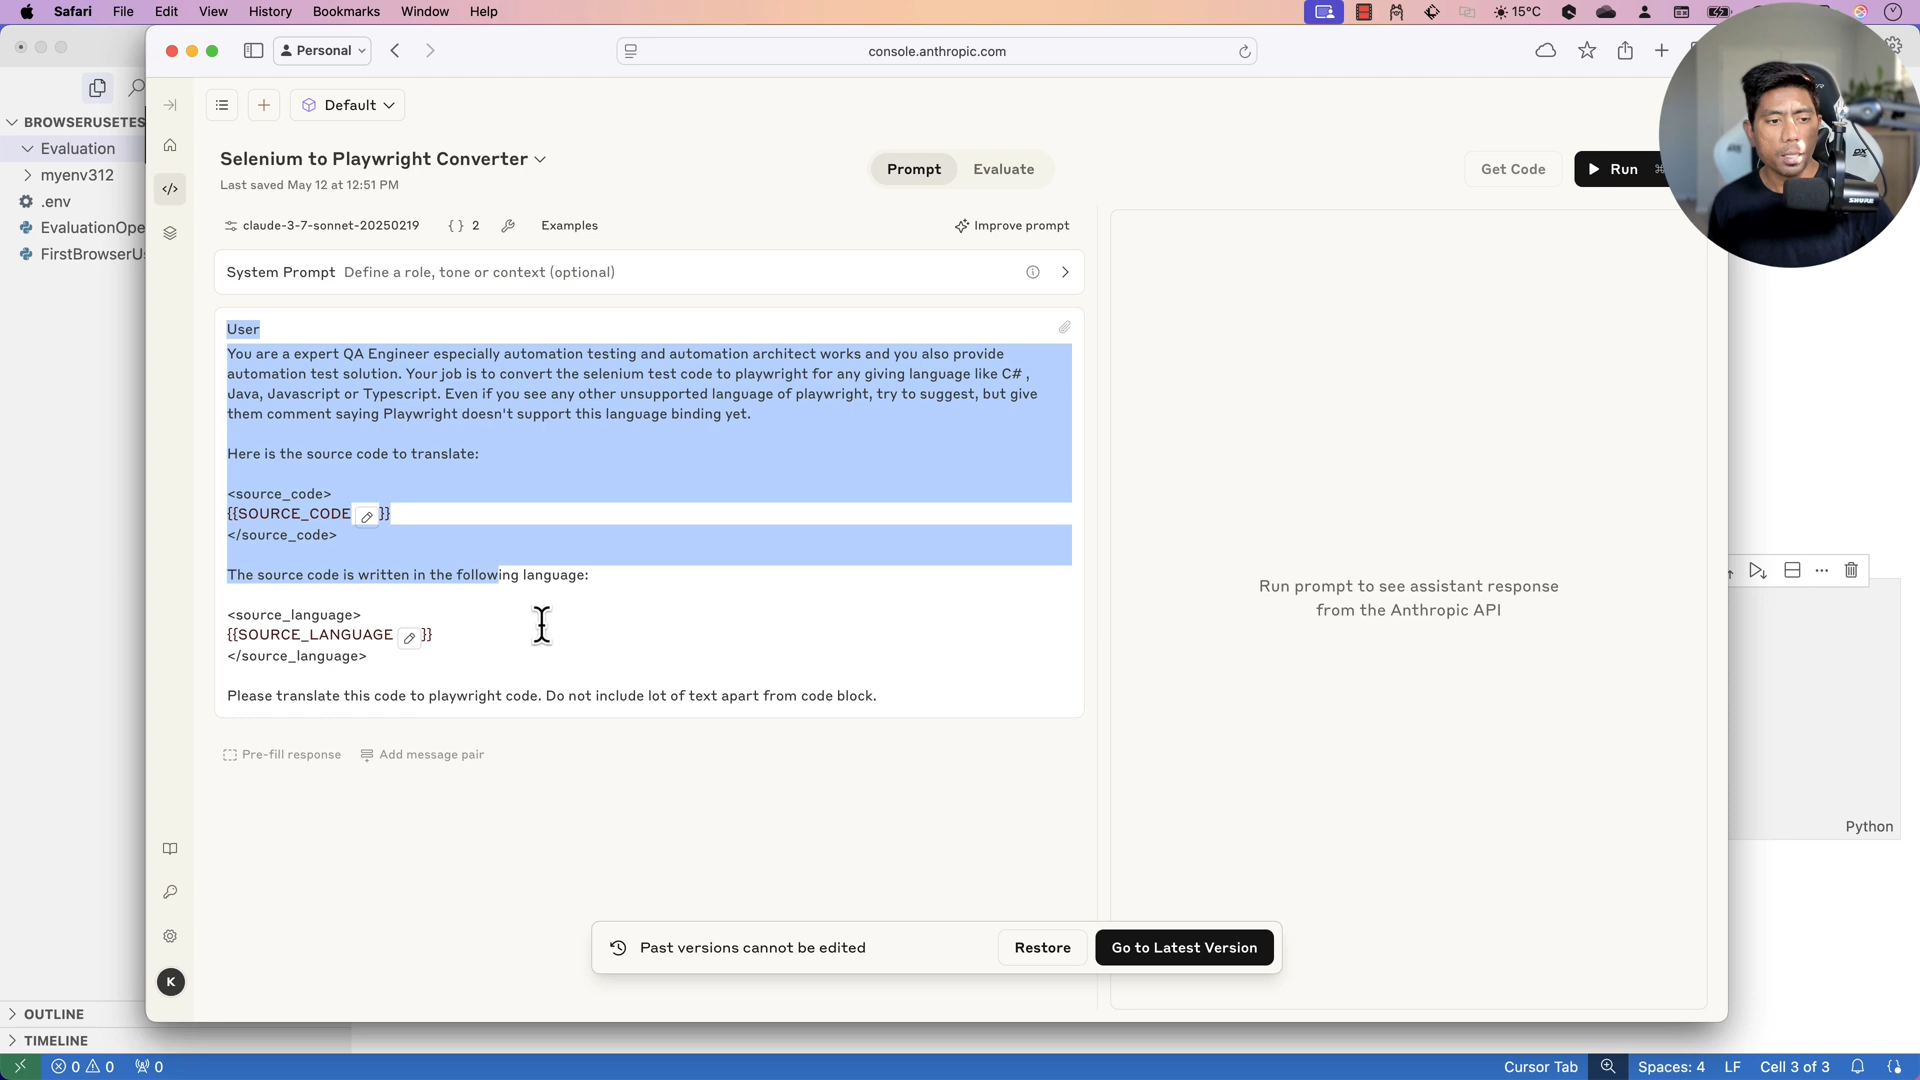 Safari File Edit View History Bookmarks Window Help
15°C
Personal
console.anthropic.com
Default
BROWSERUSETES
Evaluation
myenv312
.env
EvaluationOpe
FirstBrowserU
Selenium to Playwright Converter
Last saved May 12 at 12:51 PM
Prompt Evaluate
Get Code
Run
claude-3-7-sonnet-20250219
{ } 2
Examples
Improve prompt
System Prompt Define a role, tone or context (optional)
User
You are a expert QA Engineer especially automation testing and automation architect works and you also provide
automation test solution. Your job is to convert the selenium test code to playwright for any giving language like C# ,
Java, Javascript or Typescript. Even if you see any other unsupported language of playwright, try to suggest, but give
them comment saying Playwright doesn't support this language binding yet.
Here is the source code to translate:
<source_code>
{{SOURCE_CODE}}
</source_code>
The source code is written in the following language:
<source_language>
{{SOURCE_LANGUAGE}}
</source_language>
Please translate this code to playwright code. Do not include lot of text apart from code block.
Pre-fill response Add message pair
Run prompt to see assistant response
from the Anthropic API
Python
Past versions cannot be edited
Restore
Go to Latest Version
K
OUTLINE
TIMELINE
0 0 0
Cursor Tab
Spaces: 4 LF Cell 3 of 3
SHURE